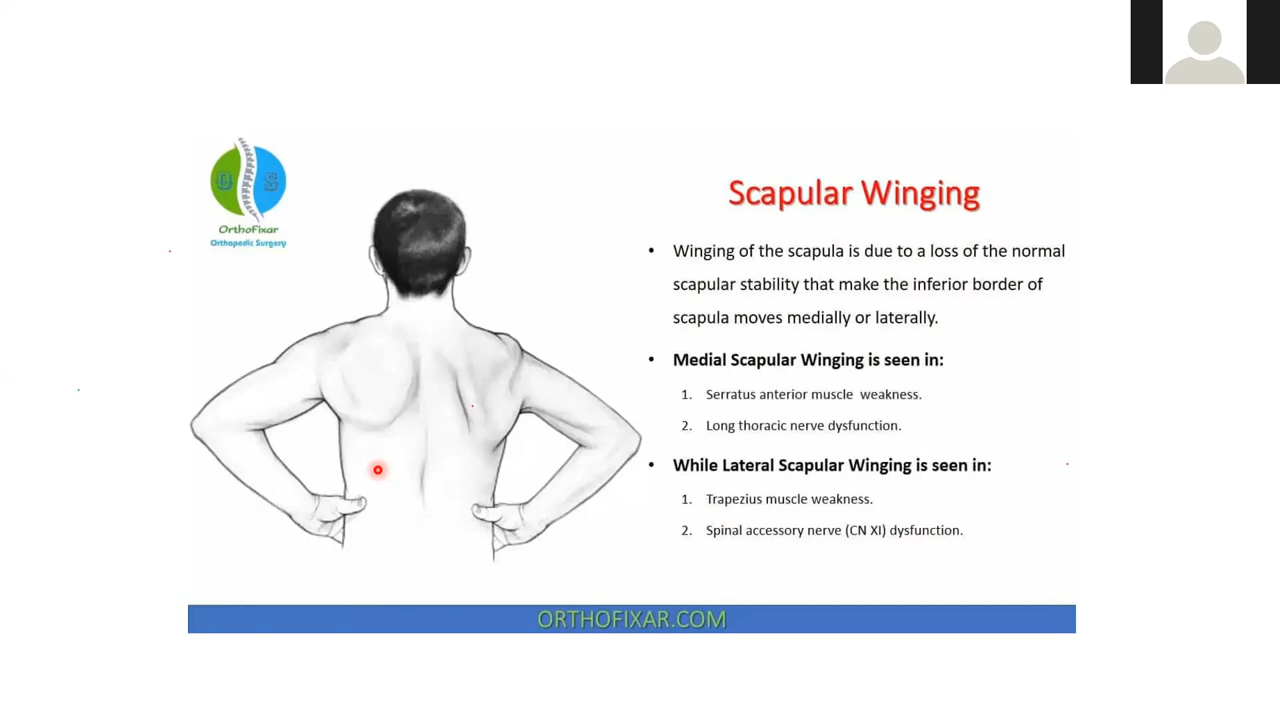 O S
OrthoFixar
Orthopedic Surgery
Scapular Winging
• Winging of the scapula is due to a loss of the normal
scapular stability that make the inferior border of
scapula moves medially or laterally.
• Medial Scapular Winging is seen in:
1. Serratus anterior muscle weakness.
2. Long thoracic nerve dysfunction.
• While Lateral Scapular Winging is seen in:
1. Trapezius muscle weakness.
2. Spinal accessory nerve (CN XI) dysfunction.
ORTHOFIXAR.COM